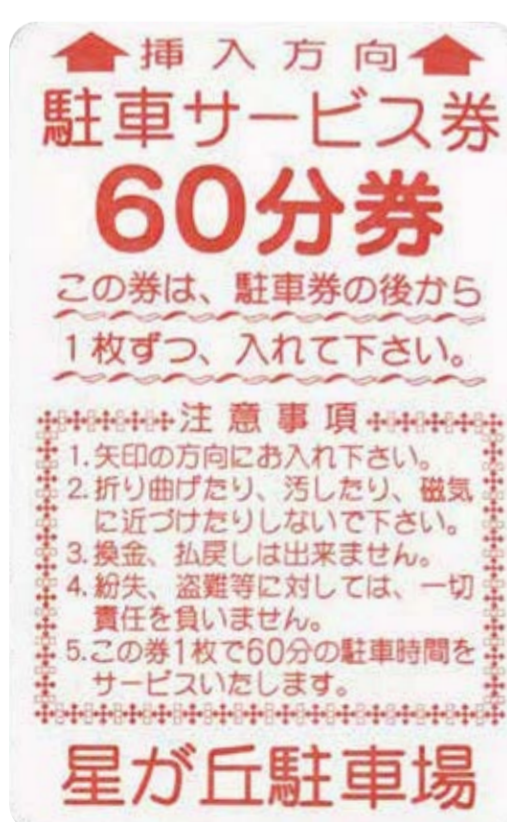 挿入方向
駐車サービス券
60分券
この券は、駐車券の後から
1枚ずつ、入れて下さい。
注意事項
1.矢印の方向にお入れ下さい。
2.折り曲げたり、汚したり、磁気
に近づけたりしないで下さい。
3.換金、払戻しは出来ません。
4.紛失、盗難等に対しては、一切
責任を負いません。
5.この券1枚で60分の駐車時間を
サービスいたします。
星が丘駐車場